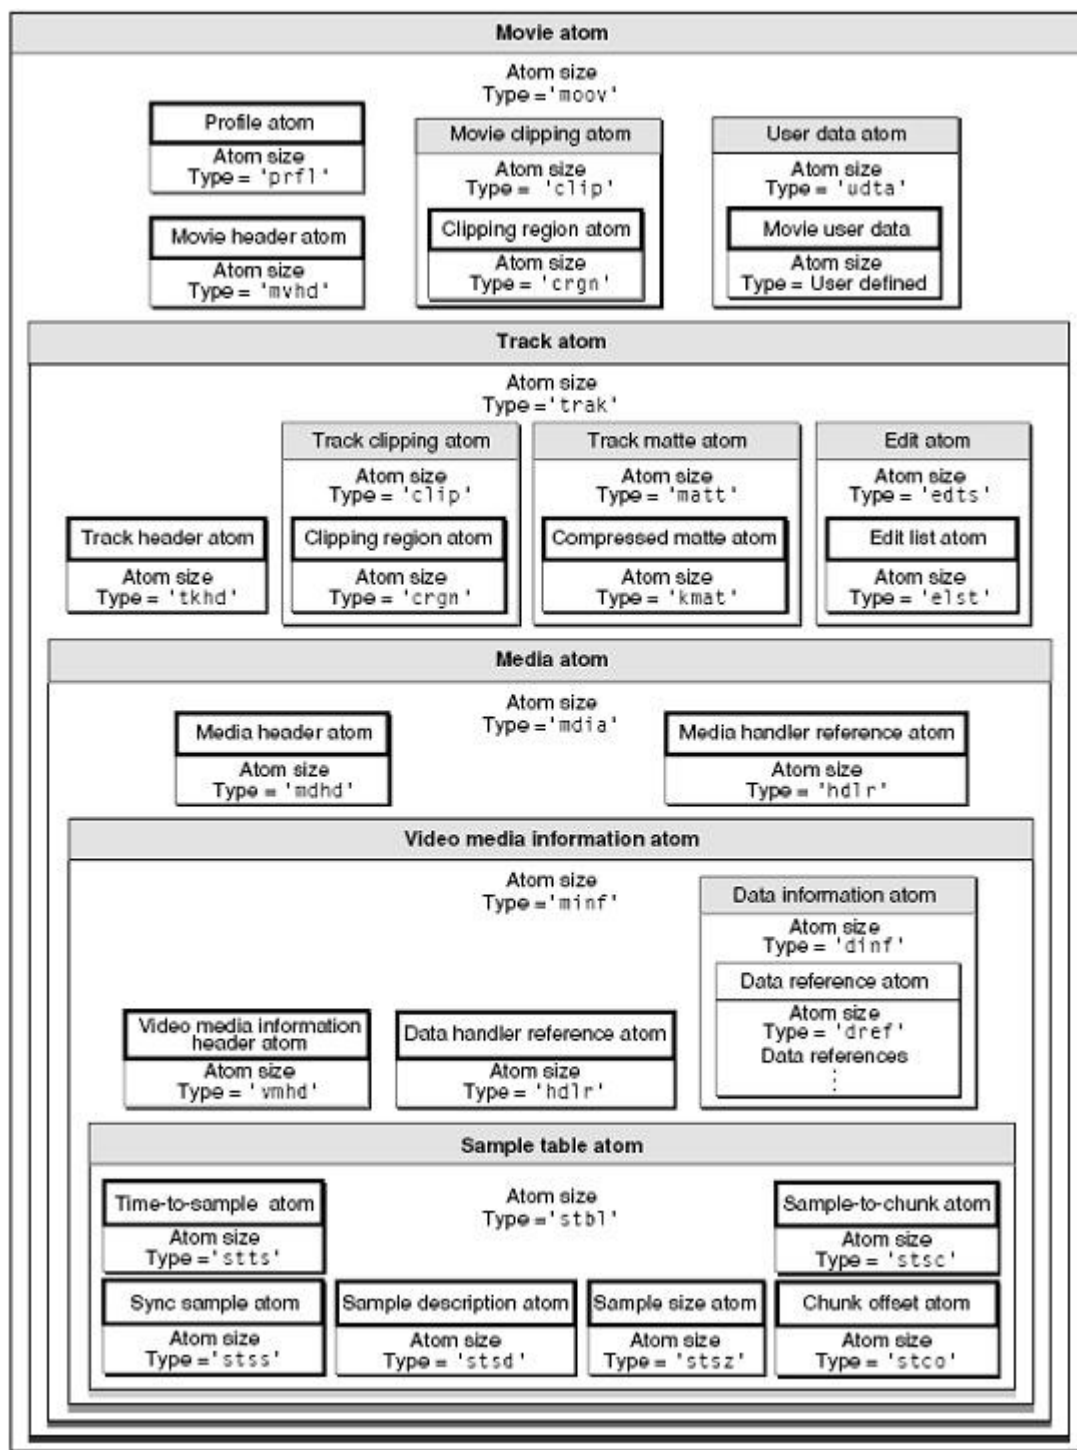 Movie atom
Atom size
Type ='moov'
Profile atom
Atom size
Type = 'prfl'
Movie clipping atom
Atom size
Type = 'clip'
Clipping region atom
Atom size
Type = 'crgn'
User data atom
Atom size
Type = 'udta'
Movie user data
Atom size
Type = User defined
Movie header atom
Atom size
Type = 'mvhd'
Track atom
Atom size
Type ='trak'
Track header atom
Atom size
Type = 'tkhd'
Track clipping atom
Atom size
Type = 'clip'
Clipping region atom
Atom size
Type = 'crgn'
Track matte atom
Atom size
Type = 'matt'
Compressed matte atom
Atom size
Type = 'kmat'
Edit atom
Atom size
Type = 'edts'
Edit list atom
Atom size
Type = 'elst'
Media atom
Atom size
Type ='mdia'
Media header atom
Atom size
Type = 'mdhd'
Media handler reference atom
Atom size
Type = 'hdlr'
Video media information atom
Atom size
Type ='minf'
Video media information
header atom
Atom size
Type = 'vmhd'
Data handler reference atom
Atom size
Type = 'hdlr'
Data information atom
Atom size
Type = 'dinf'
Data reference atom
Atom size
Type = 'dref'
Data references
⋮
Sample table atom
Atom size
Type ='stbl'
Time-to-sample atom
Atom size
Type ='stts'
Sample-to-chunk atom
Atom size
Type = 'stsc'
Sync sample atom
Atom size
Type ='stss'
Sample description atom
Atom size
Type = 'stsd'
Sample size atom
Atom size
Type = 'stsz'
Chunk offset atom
Atom size
Type = 'stco'